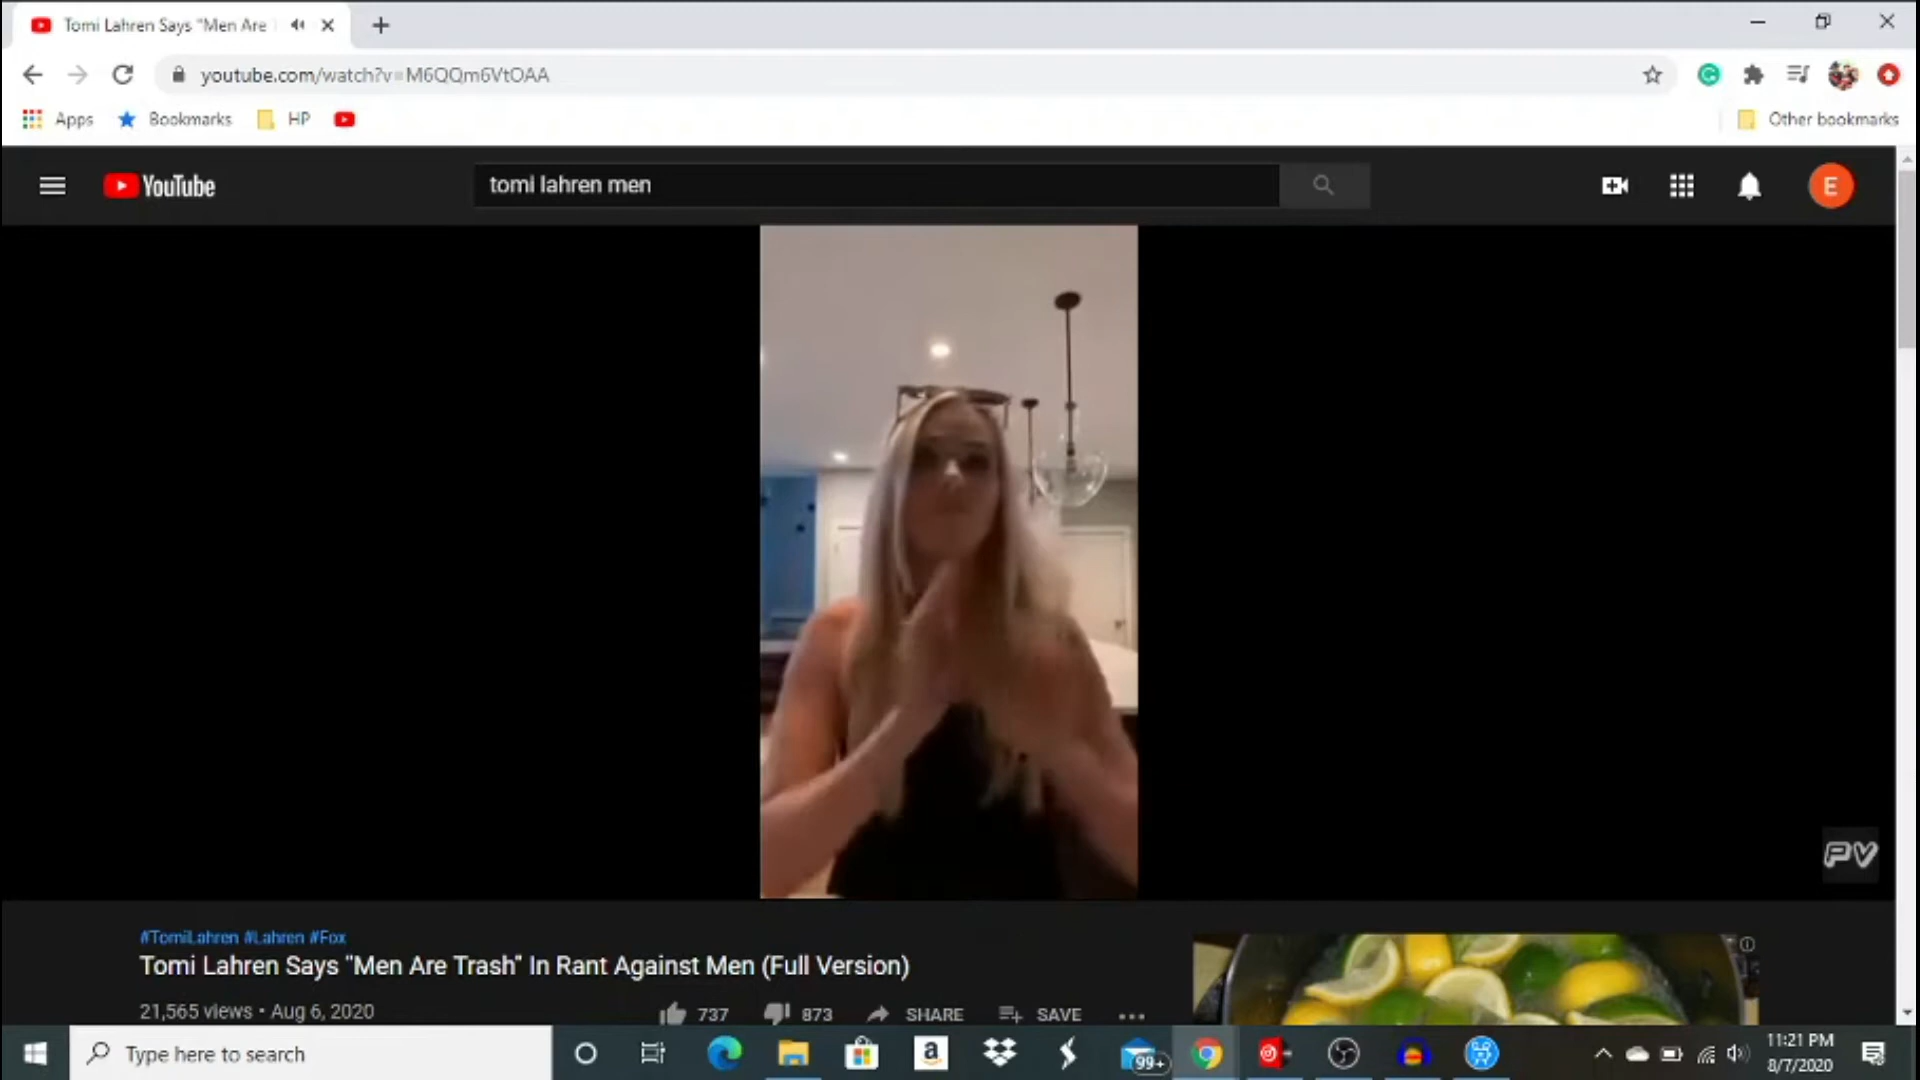 Tomi Lahren Says "Men Are
youtube.com/watch?v=M6QQm6VtOAA
Apps Bookmarks HP Other bookmarks
YouTube tomi lahren men E
PV
#TomiLahren #Lahren #Fox
Tomi Lahren Says "Men Are Trash" In Rant Against Men (Full Version)
21,565 views • Aug 6, 2020 737 873 SHARE SAVE
Type here to search a 99+ 11:21 PM
8/7/2020